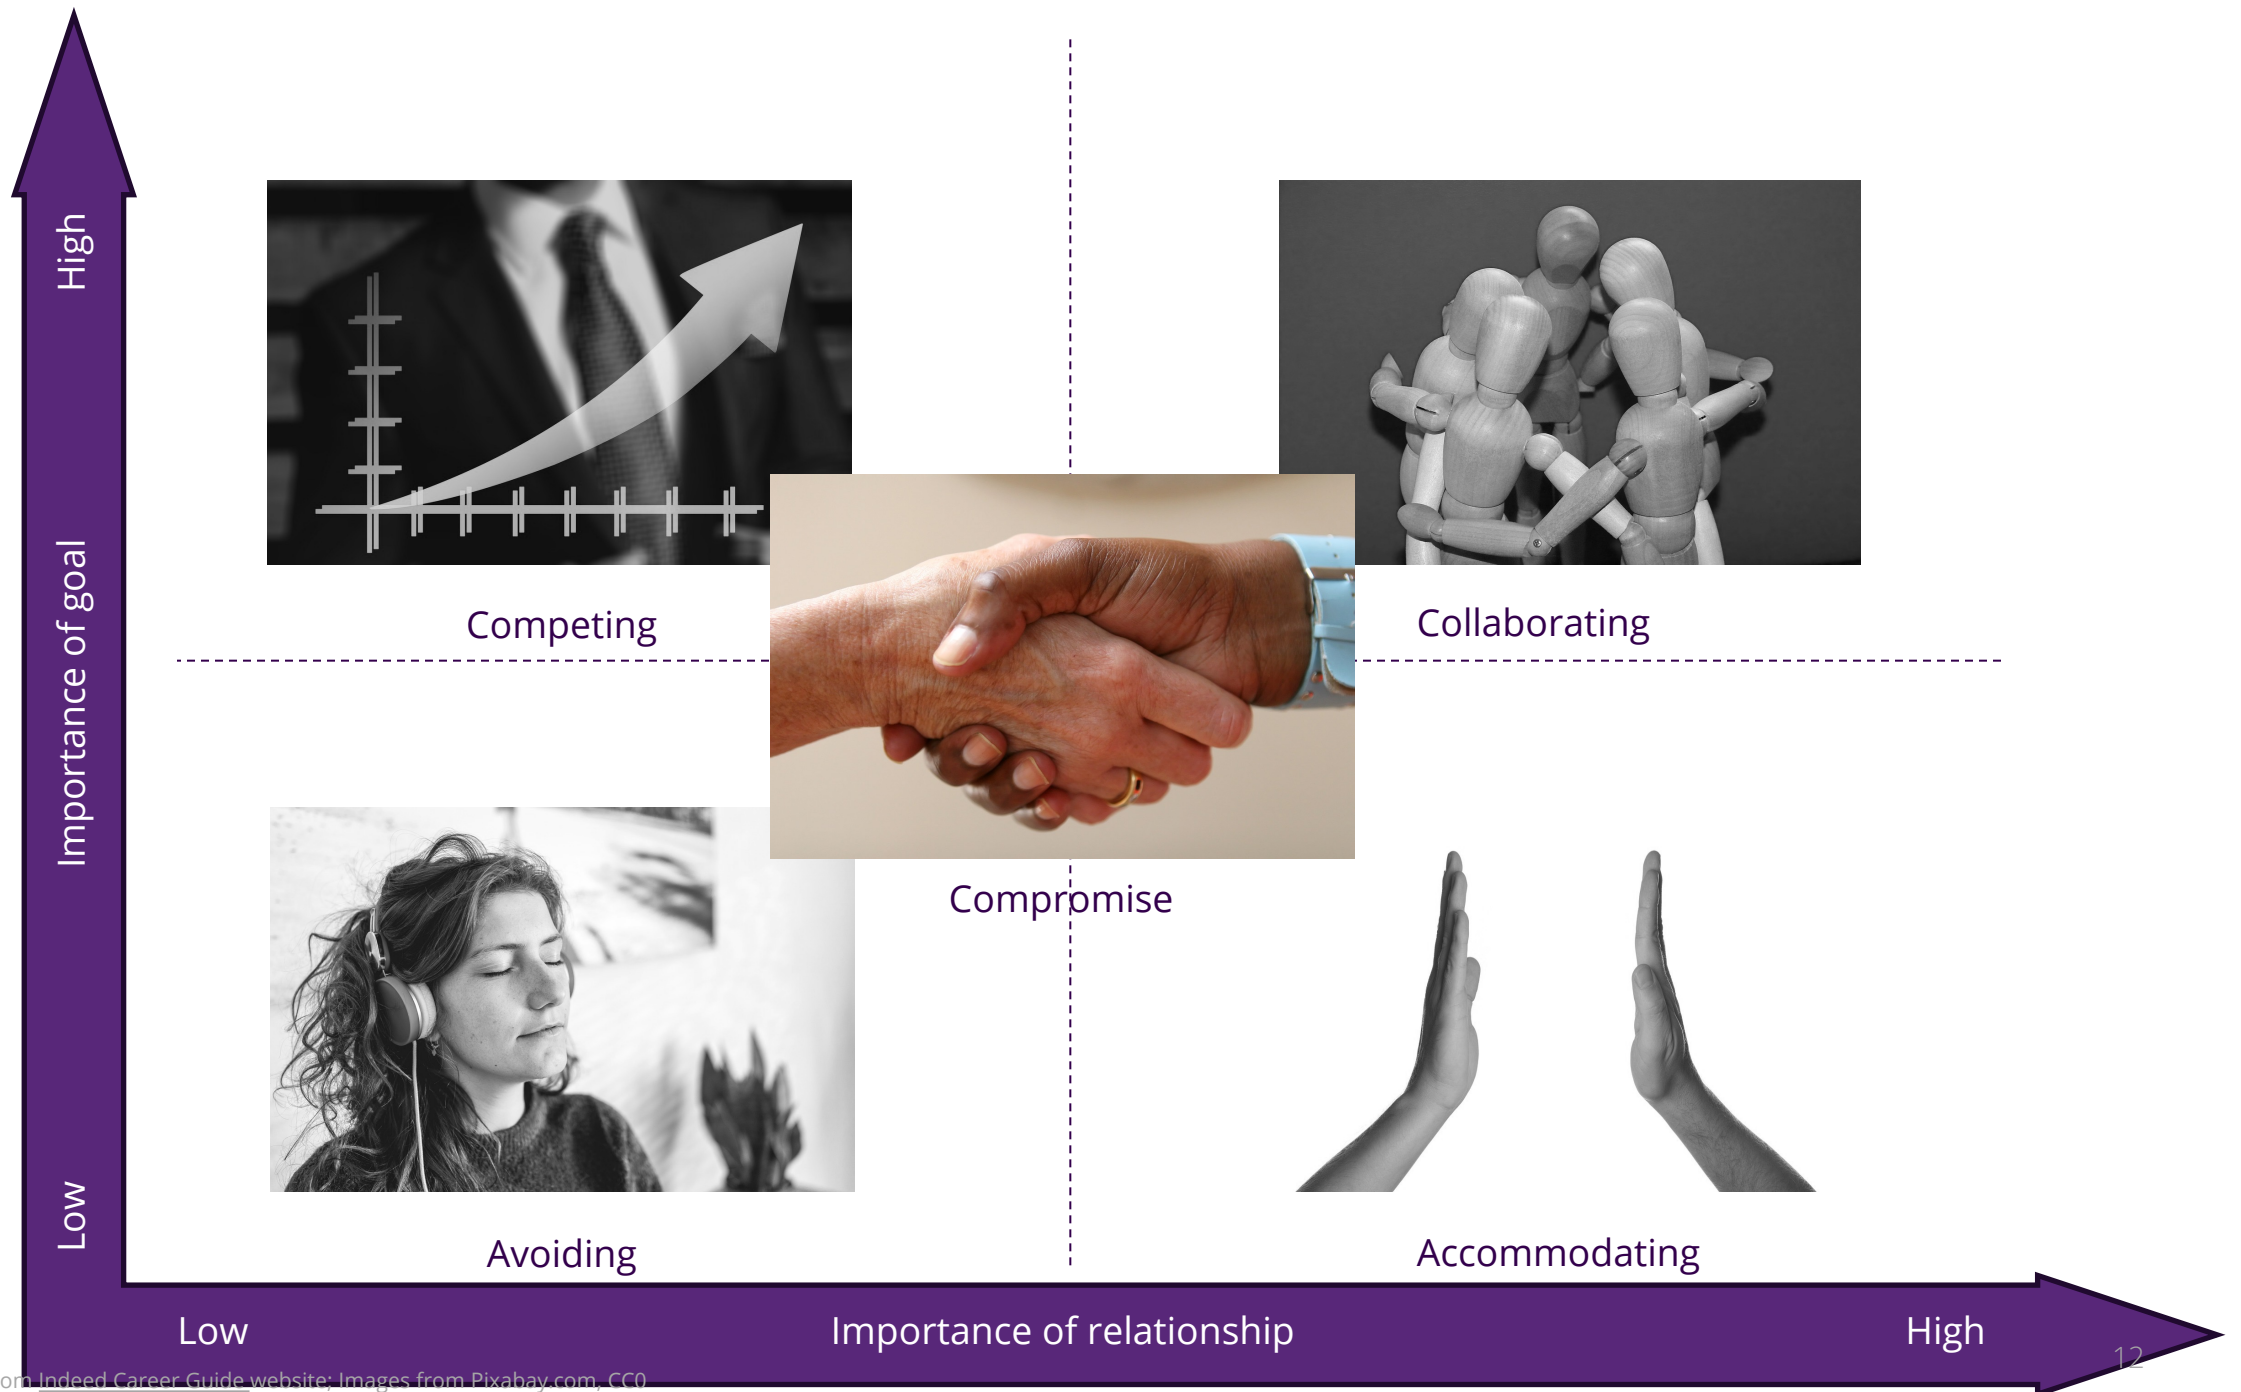 High
Importance of goal
Low
Competing
Collaborating
Compromise
Avoiding
Accommodating
Low
Importance of relationship
High
12
Indeed Career Guide website; Images from Pixabay.com, CC0